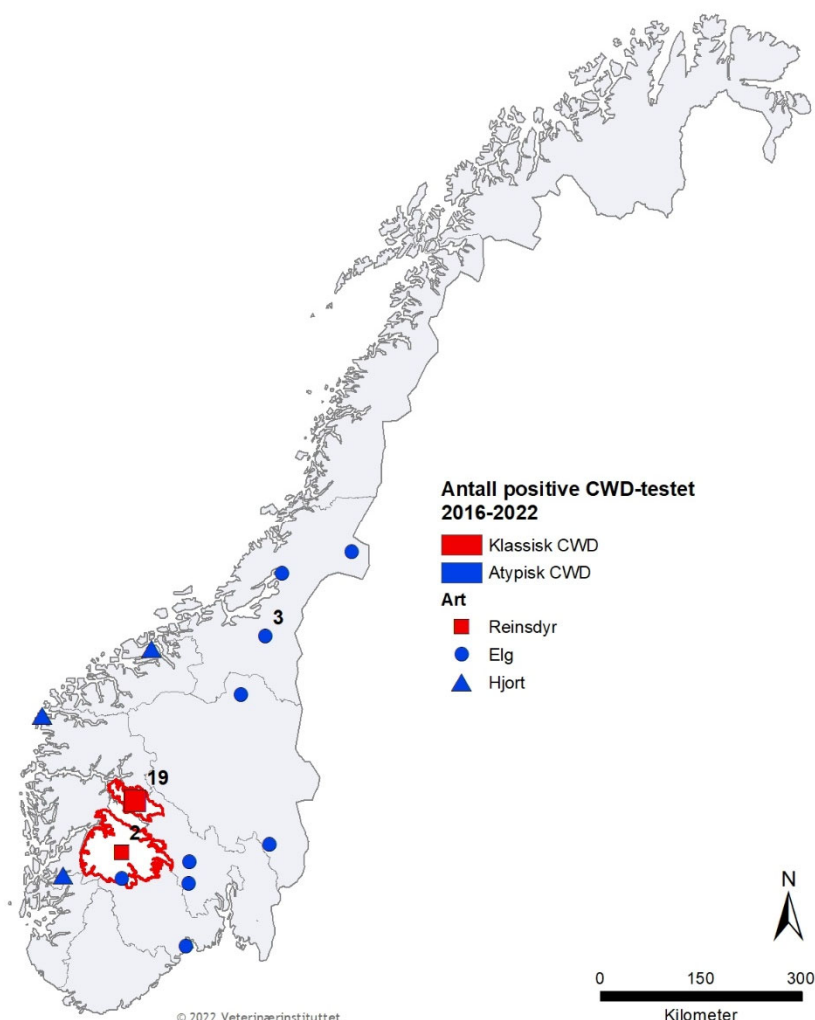 3
19
2
Antall positive CWD-testet
2016-2022
Klassisk CWD
Atypisk CWD
Art
Reinsdyr
Elg
Hjort
N
0 150 300
Kilometer
© 2022 Veterinærinstituttet